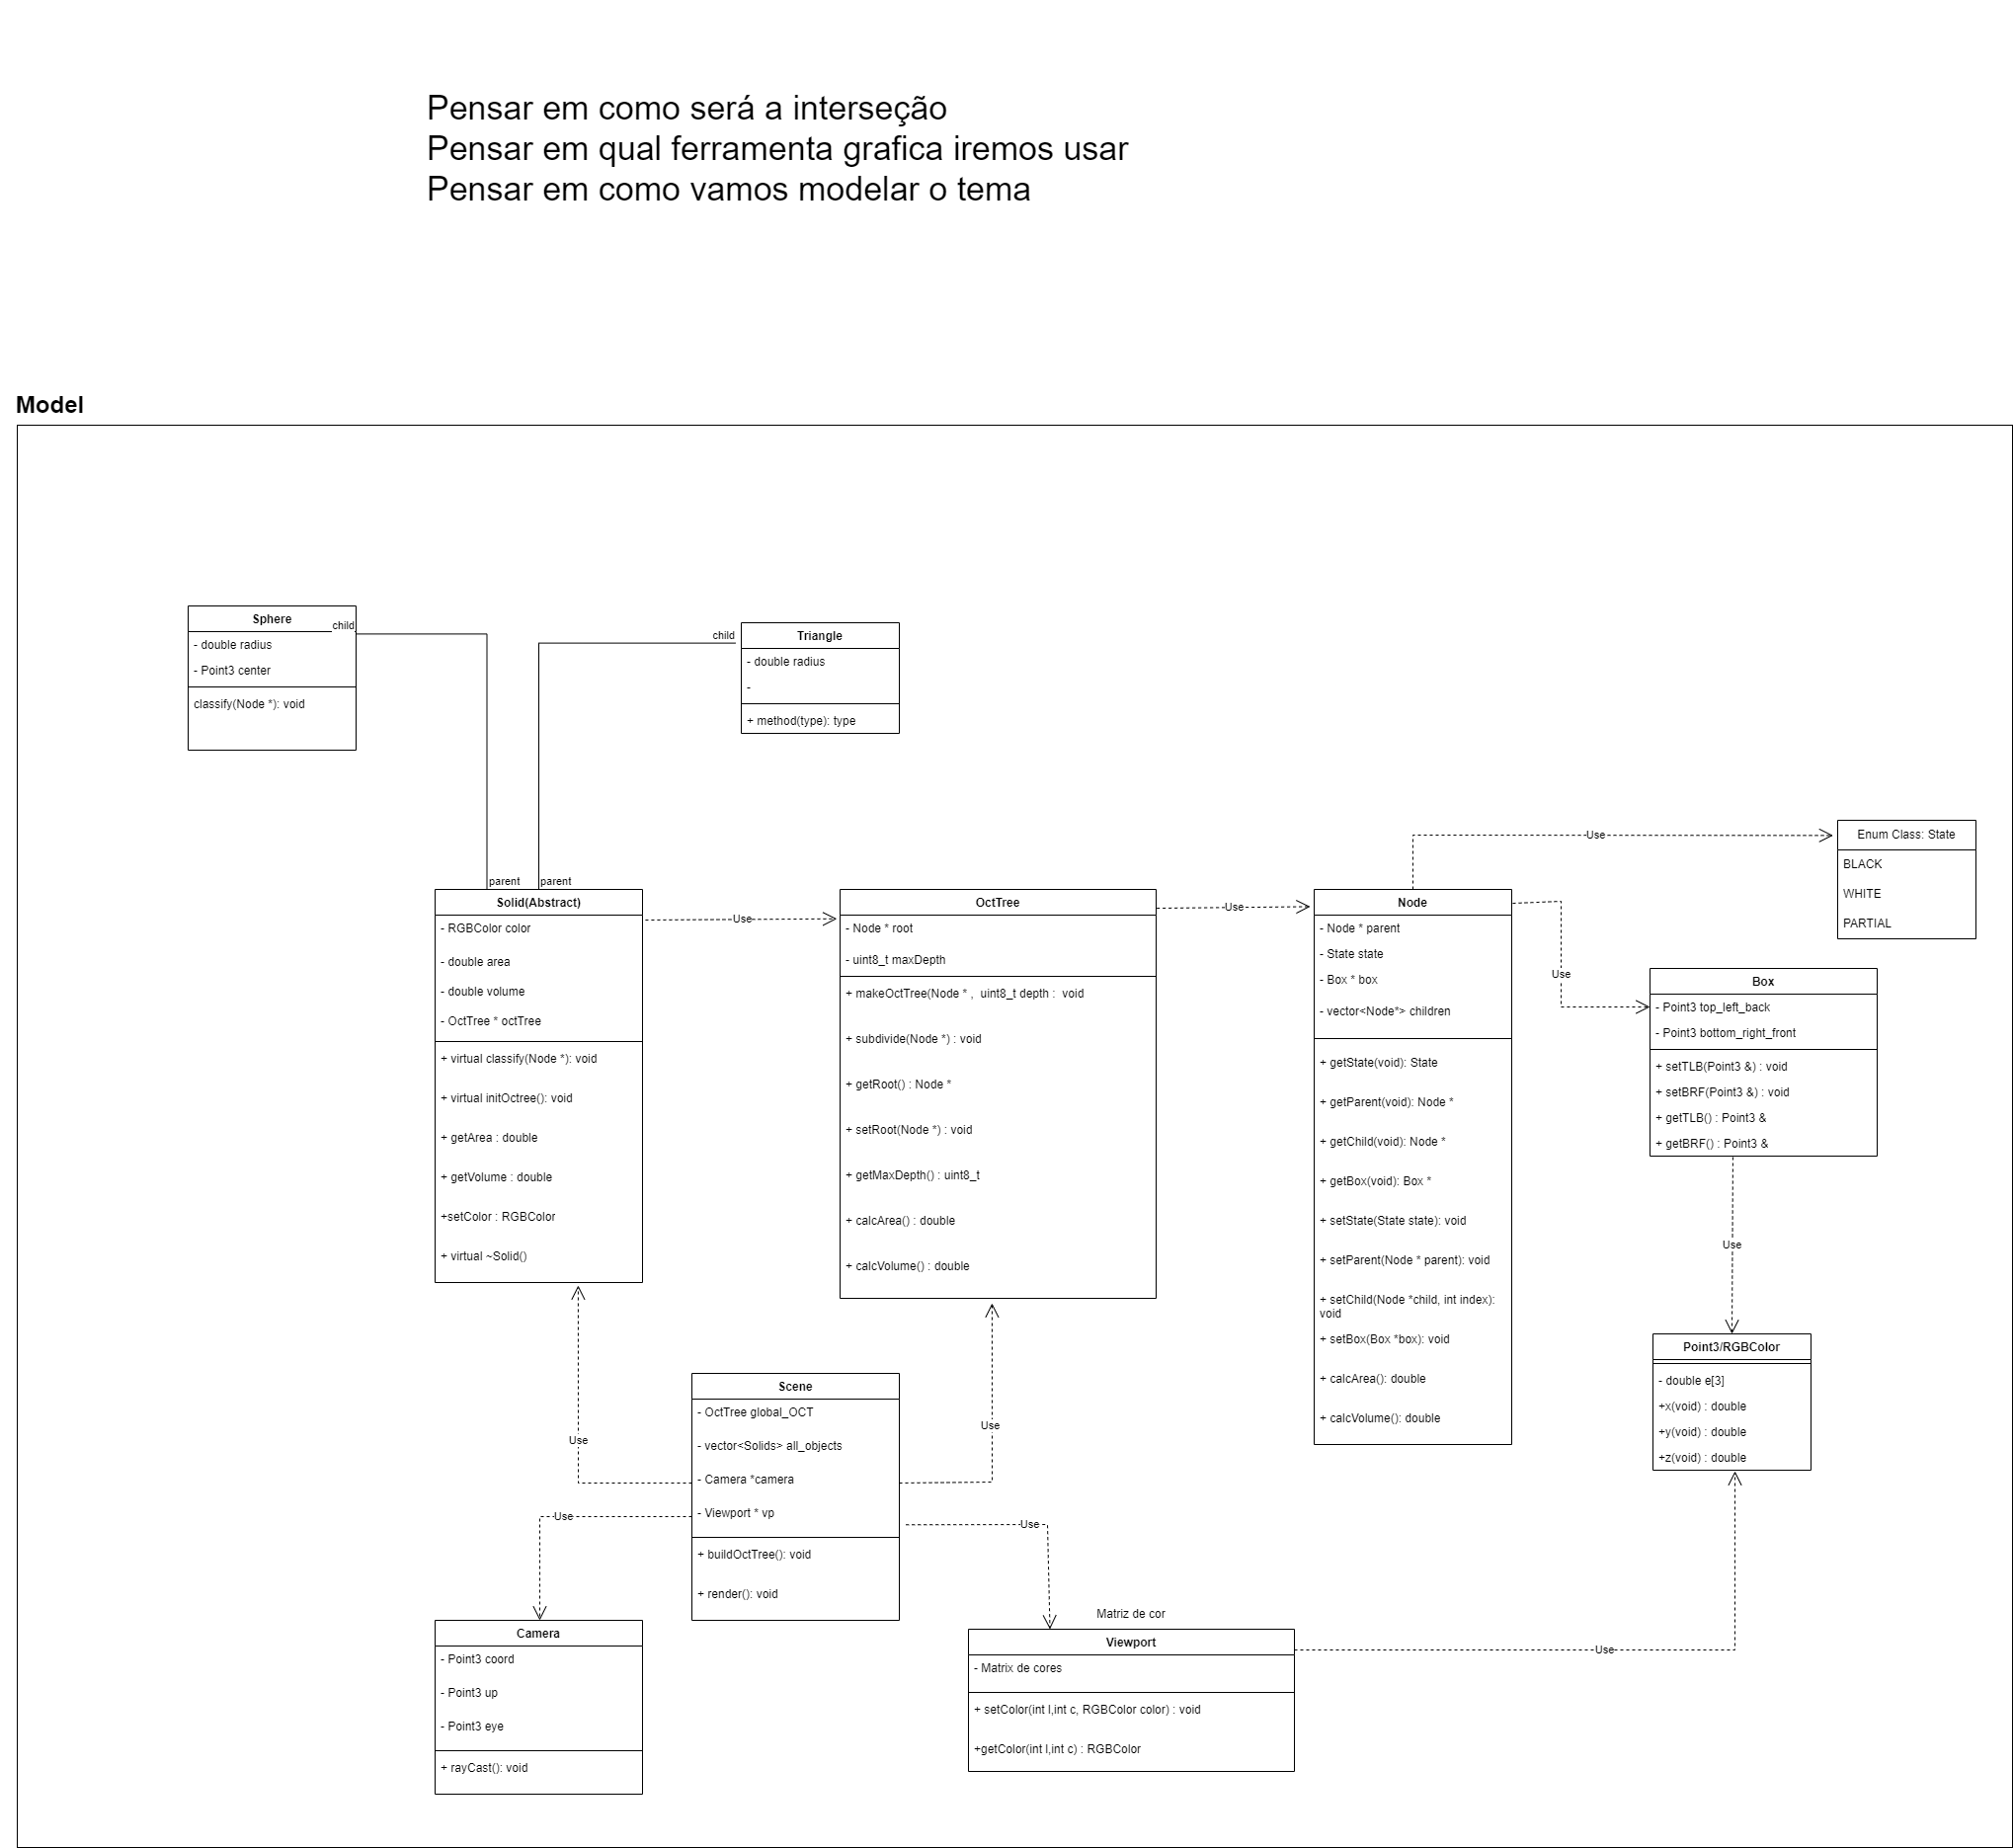 Pensar em como será a interseção
Pensar em qual ferramenta grafica iremos usar
Pensar em como vamos modelar o tema
Model
Sphere
child
- double radius
- Point3 center
classify(Node *): void
child
Triangle
- double radius
-
+ method(type): type
parent
parent
Solid(Abstract)
- RGBColor color
- double area
- double volume
- OctTree * octTree
+ virtual classify(Node *): void
+ virtual initOctree(): void
+ getArea : double
+ getVolume : double
+setColor : RGBColor
+ virtual ~Solid()
Use
OctTree
- Node * root
- uint8_t maxDepth
+ makeOctTree(Node * ,  uint8_t depth :  void
+ subdivide(Node *) : void
+ getRoot() : Node *
+ setRoot(Node *) : void
+ getMaxDepth() : uint8_t
+ calcArea() : double
+ calcVolume() : double
Use
Node
- Node * parent
- State state
- Box * box
- vector<Node*> children
+ getState(void): State
+ getParent(void): Node *
+ getChild(void): Node *
+ getBox(void): Box *
+ setState(State state): void
+ setParent(Node * parent): void
+ setChild(Node *child, int index):
void
+ setBox(Box *box): void
+ calcArea(): double
+ calcVolume(): double
Use
Enum Class: State
BLACK
WHITE
PARTIAL
Use
Box
- Point3 top_left_back
- Point3 bottom_right_front
+ setTLB(Point3 &) : void
+ setBRF(Point3 &) : void
+ getTLB() : Point3 &
+ getBRF() : Point3 &
Use
Point3/RGBColor
- double e[3]
+x(void) : double
+y(void) : double
+z(void) : double
Use
Scene
- OctTree global_OCT
- vector<Solids> all_objects
- Camera *camera
- Viewport * vp
+ buildOctTree(): void
+ render(): void
Use
Use
Use
Camera
- Point3 coord
- Point3 up
- Point3 eye
+ rayCast(): void
Matriz de cor
Viewport
- Matrix de cores
+ setColor(int l,int c, RGBColor color) : void
+getColor(int l,int c) : RGBColor
Use